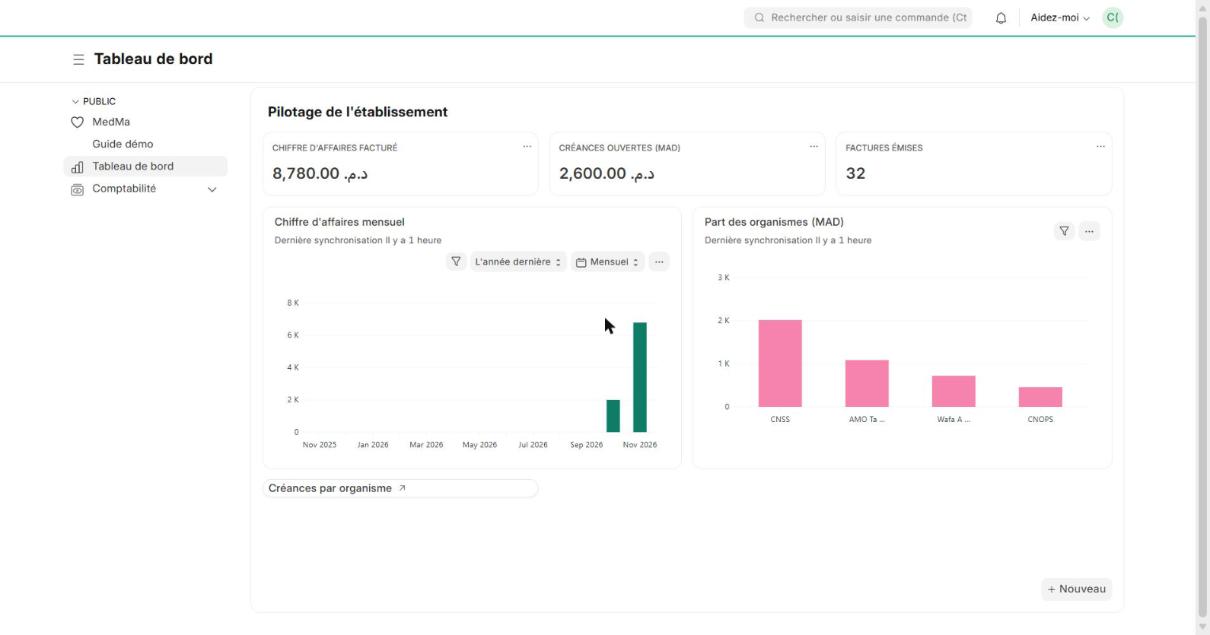 Rechercher ou saisir une commande (Ct
Aidez-moi
C(
Tableau de bord
PUBLIC
MedMa
Guide démo
Tableau de bord
Comptabilité
Pilotage de l'établissement
CHIFFRE D'AFFAIRES FACTURÉ
8,780.00 د.م.
CRÉANCES OUVERTES (MAD)
2,600.00 د.م.
FACTURES ÉMISES
32
Chiffre d'affaires mensuel
Dernière synchronisation Il y a 1 heure
L'année dernière
Mensuel
8 K
6 K
4 K
2 K
0
Nov 2025 Jan 2026 Mar 2026 May 2026 Jul 2026 Sep 2026 Nov 2026
Part des organismes (MAD)
Dernière synchronisation Il y a 1 heure
3 K
2 K
1 K
0
CNSS AMO Ta ... Wafa A ... CNOPS
Créances par organisme
+ Nouveau